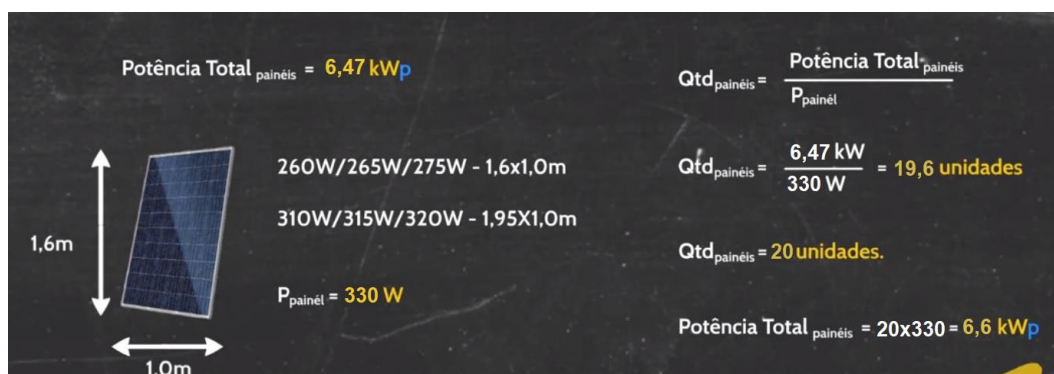 Potência Total painéis = 6,47 kWp
260W/265W/275W - 1,6x1,0m
310W/315W/320W - 1,95X1,0m
Ppainél = 330 W
1,6m
1,0m
Qtdpainéis = Potência Totalpainéis
Ppainél
Qtdpainéis = 6,47 kW = 19,6 unidades
330 W
Qtdpainéis = 20 unidades.
Potência Total painéis = 20x330 = 6,6 kWp